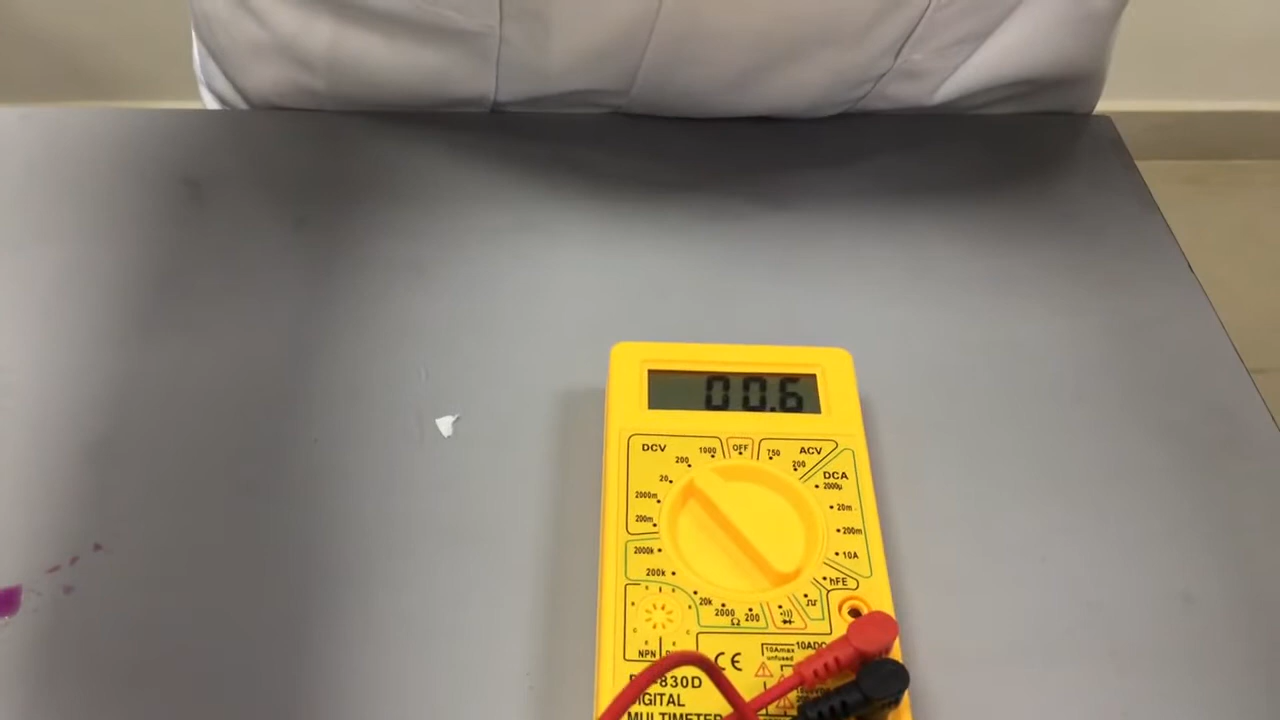 00.6
DCV
1000
OFF
750
ACV
200
200
DCA
20
2000µ
2000m
20m
200m
200m
2000k
10A
200k
hFE
20k
2000
Ω
200
NPN
10Amax
unfused
10ADC
CE
830D
DIGITAL
MULTIMETER